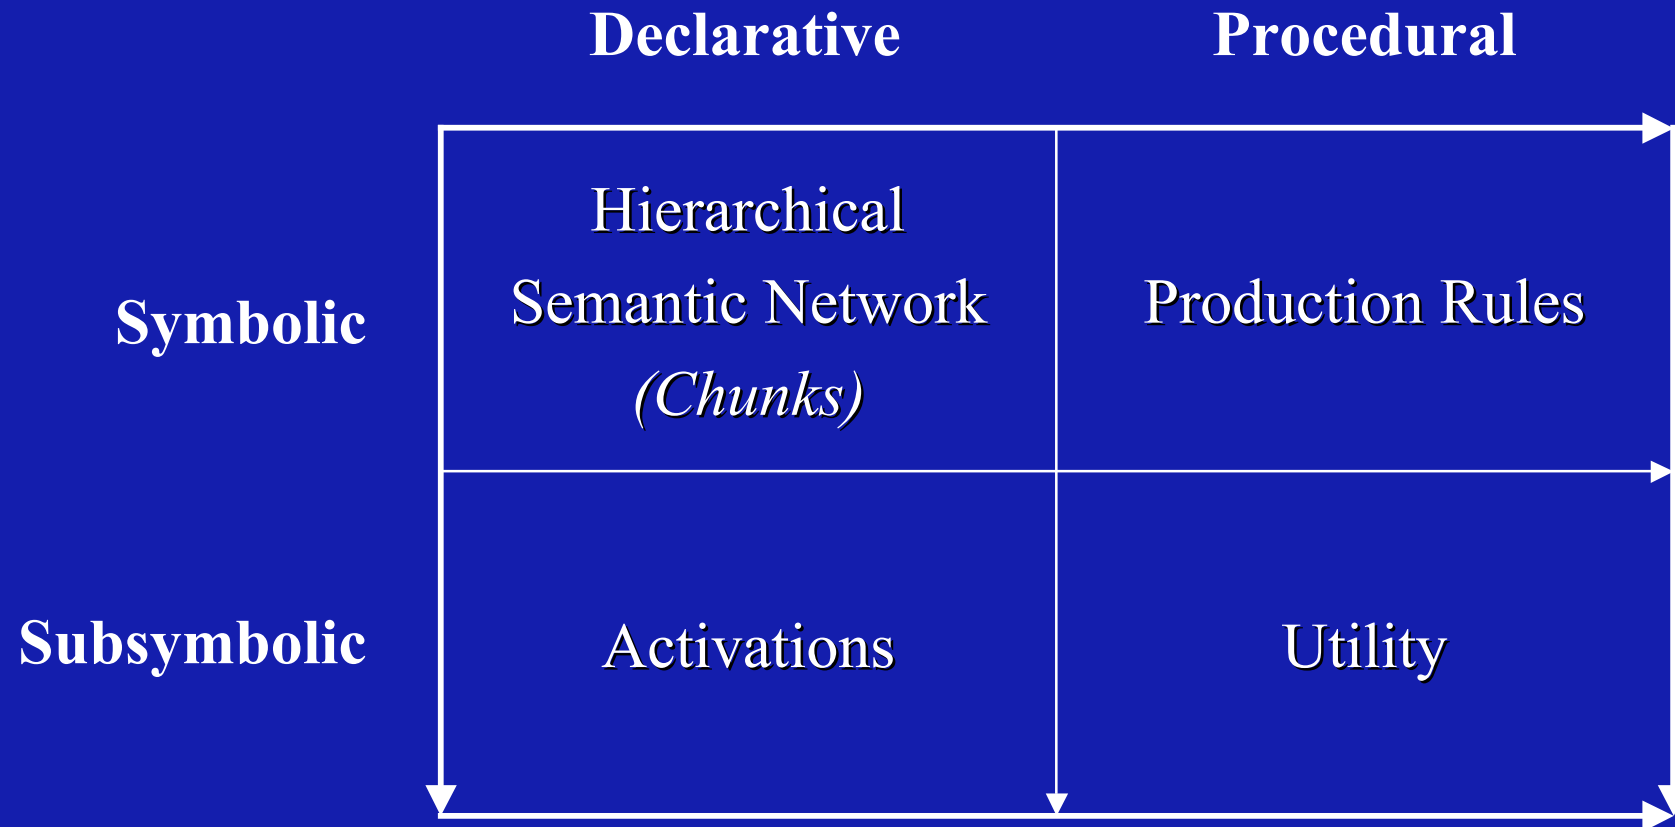 Declarative
Procedural
Hierarchical
Semantic Network
(Chunks)
Production Rules
Symbolic
Subsymbolic
Activations
Utility